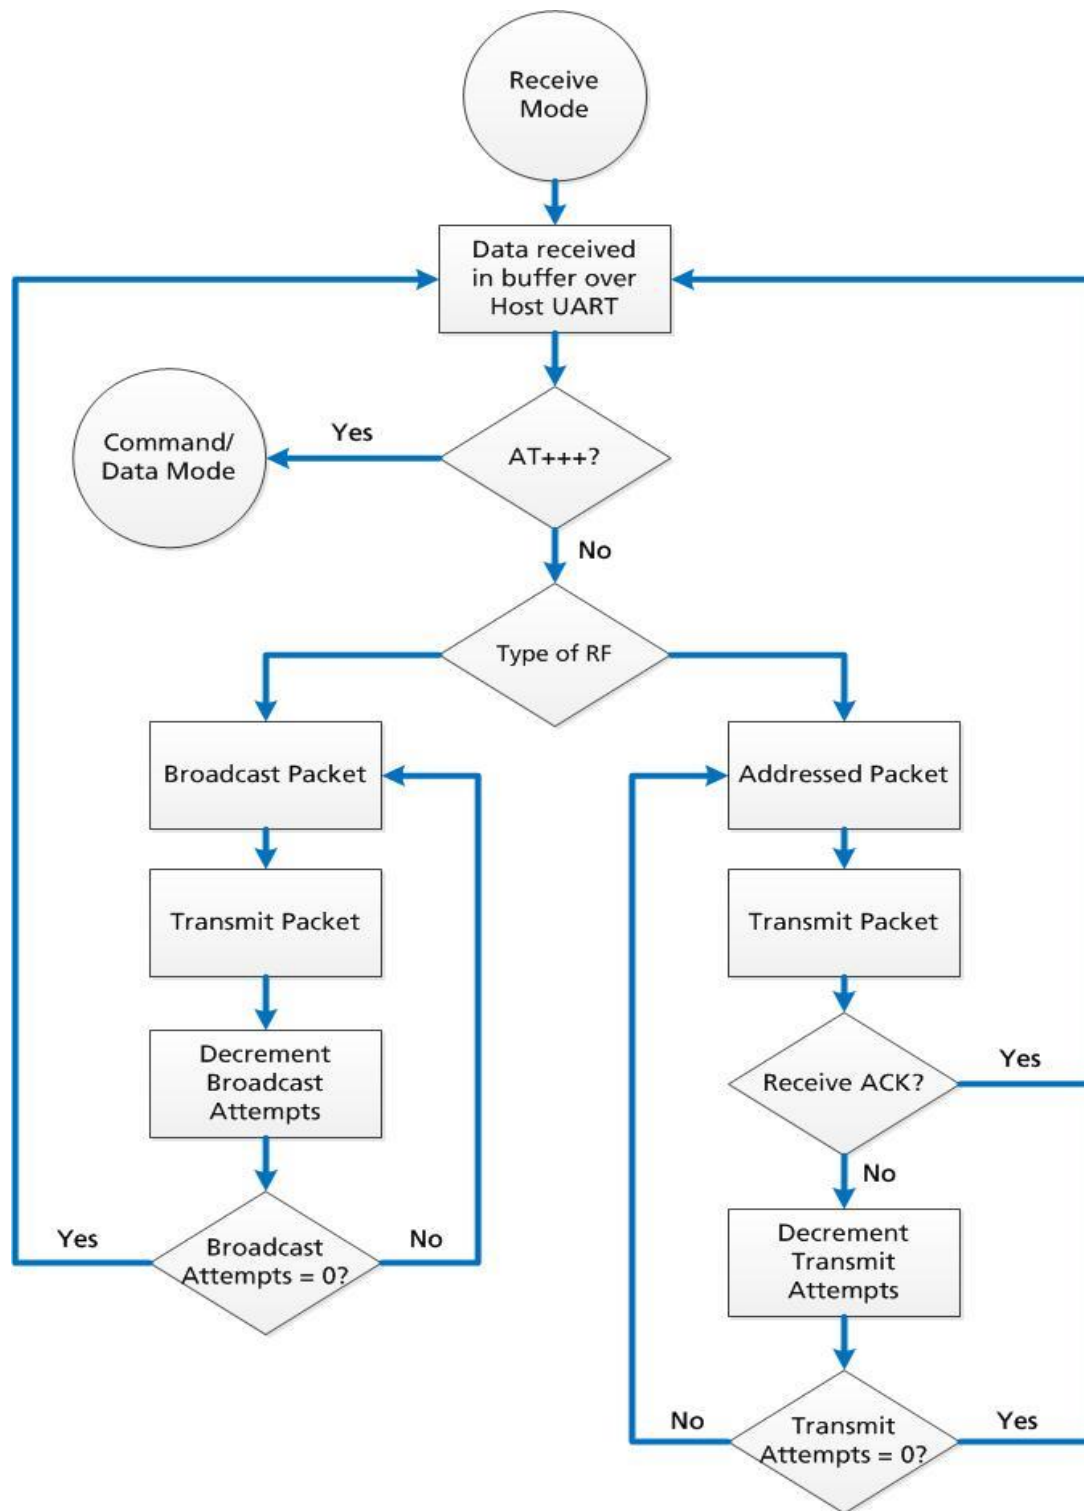 Receive
Mode
Data received
in buffer over
Host UART
Command/
Data Mode
Yes
AT+++?
No
Type of RF
Broadcast Packet
Addressed Packet
Transmit Packet
Transmit Packet
Decrement
Broadcast
Attempts
Receive ACK?
Yes
No
Yes
Broadcast
Attempts = 0?
No
Decrement
Transmit
Attempts
No
Transmit
Attempts = 0?
Yes